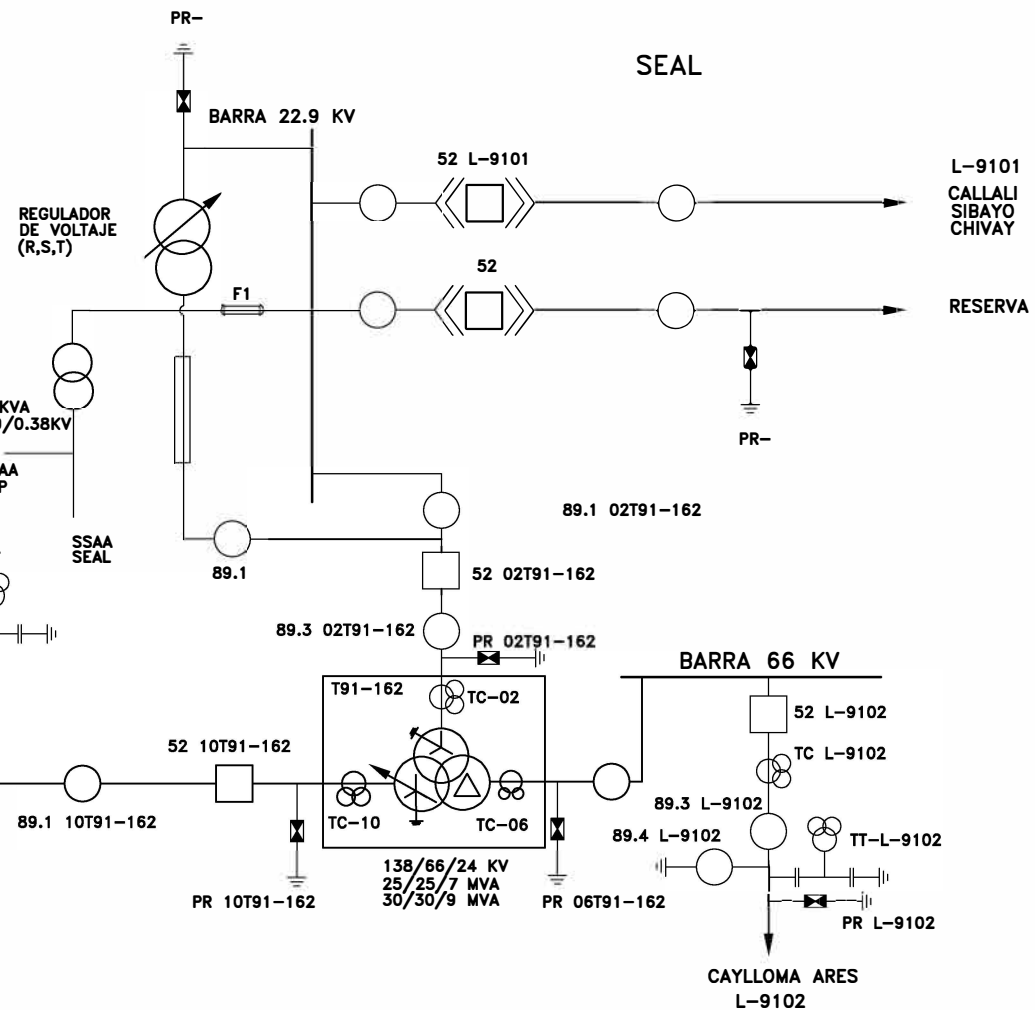 PR-
SEAL
BARRA 22.9 KV
52 L-9101
L-9101
CALLALI
SIBAYO
CHIVAY
REGULADOR
DE VOLTAJE
(R,S,T)
F1
52
RESERVA
KVA
/0.38KV
PR-
AA
P
SSAA
SEAL
89.1
89.1 02T91-162
52 02T91-162
89.3 02T91-162
PR 02T91-162
BARRA 66 KV
T91-162
TC-02
52 L-9102
52 10T91-162
TC L-9102
89.1 10T91-162
TC-10
TC-06
89.3 L-9102
89.4 L-9102
TT-L-9102
138/66/24 KV
25/25/7 MVA
30/30/9 MVA
PR 10T91-162
PR 06T91-162
PR L-9102
CAYLLOMA ARES
L-9102